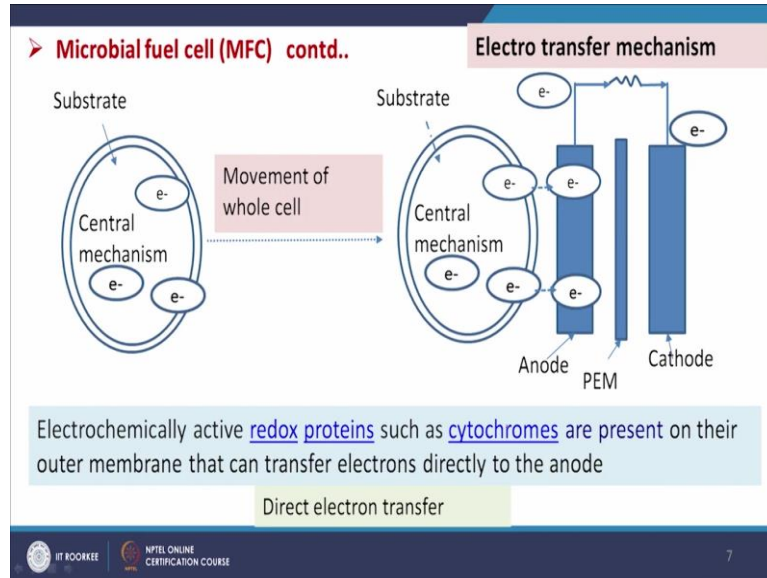 ➤ Microbial fuel cell (MFC) contd..
Electro transfer mechanism
Substrate
e-
Central
mechanism
e-
e-
Movement of
whole cell
Substrate
e-
Central
mechanism
e-
e-
e-
e-
e-
e-
Anode
PEM
Cathode
Electrochemically active redox proteins such as cytochromes are present on their
outer membrane that can transfer electrons directly to the anode
Direct electron transfer
IIT ROORKEE
NPTEL ONLINE
CERTIFICATION COURSE
7